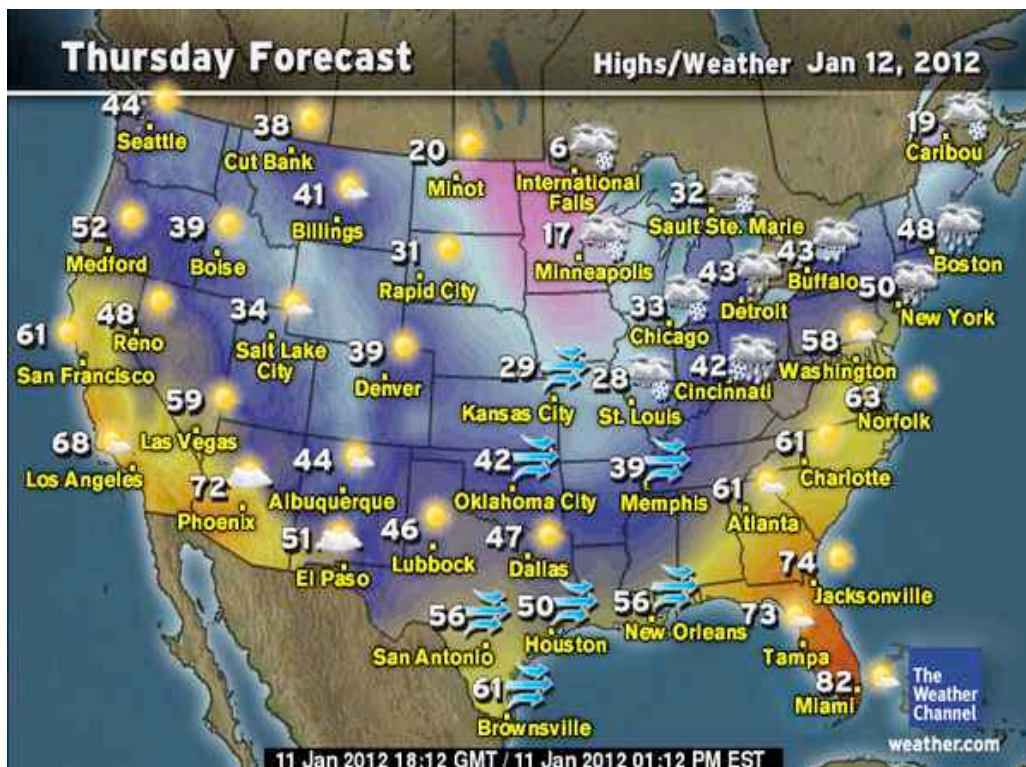 Thursday Forecast
Highs/Weather Jan 12, 2012
44
Seattle
38
Cut Bank
20
Minot
6
International
Falls
19
Caribou
41
Billings
32
Sault Ste. Marie
52
Medford
39
Boise
31
Rapid City
17
Minneapolis
43
Detroit
43
Buffalo
48
Boston
50
New York
61
San Francisco
48
Reno
34
Salt Lake
City
39
Denver
33
Chicago
58
Washington
29
Kansas City
28
St. Louis
42
Cincinnati
63
Norfolk
59
Las Vegas
68
Los Angeles
44
Albuquerque
42
Oklahoma City
39
Memphis
61
Charlotte
61
Atlanta
72
Phoenix
51
El Paso
46
Lubbock
47
Dallas
74
Jacksonville
56
San Antonio
50
Houston
56
New Orleans
73
Tampa
61
Brownsville
82
Miami
The
Weather
Channel
weather.com
11 Jan 2012 18:12 GMT / 11 Jan 2012 01:12 PM EST